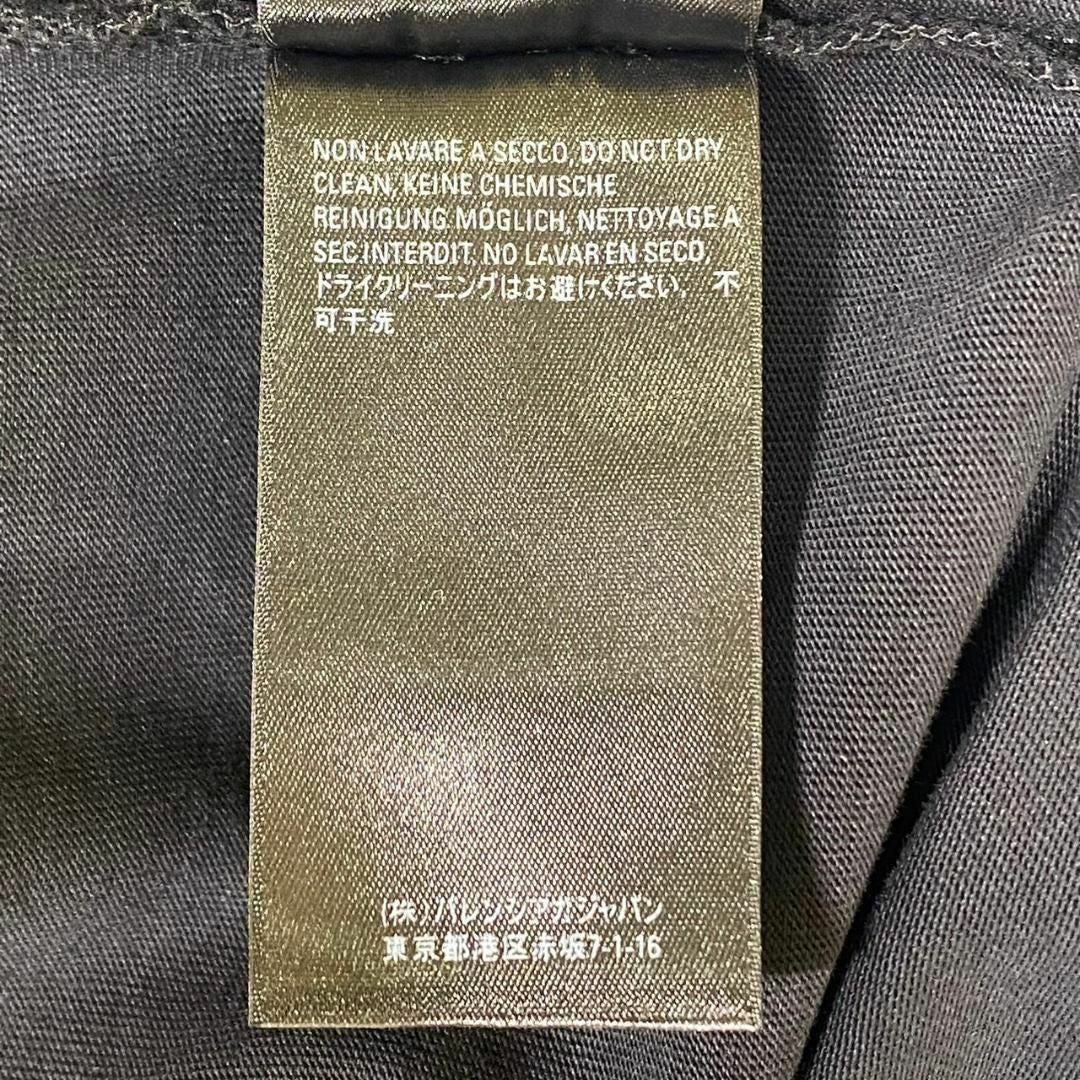 NON LAVARE A SECCO, DO NOT DRY
CLEAN, KEINE CHEMISCHE
REINIGUNG MÖGLICH, NETTOYAGE A
SEC INTERDIT, NO LAVAR EN SECO,
ドライクリーニングはお避けください. 不
可干洗
(株)バレンシアガジャパン
東京都港区赤坂7-1-16